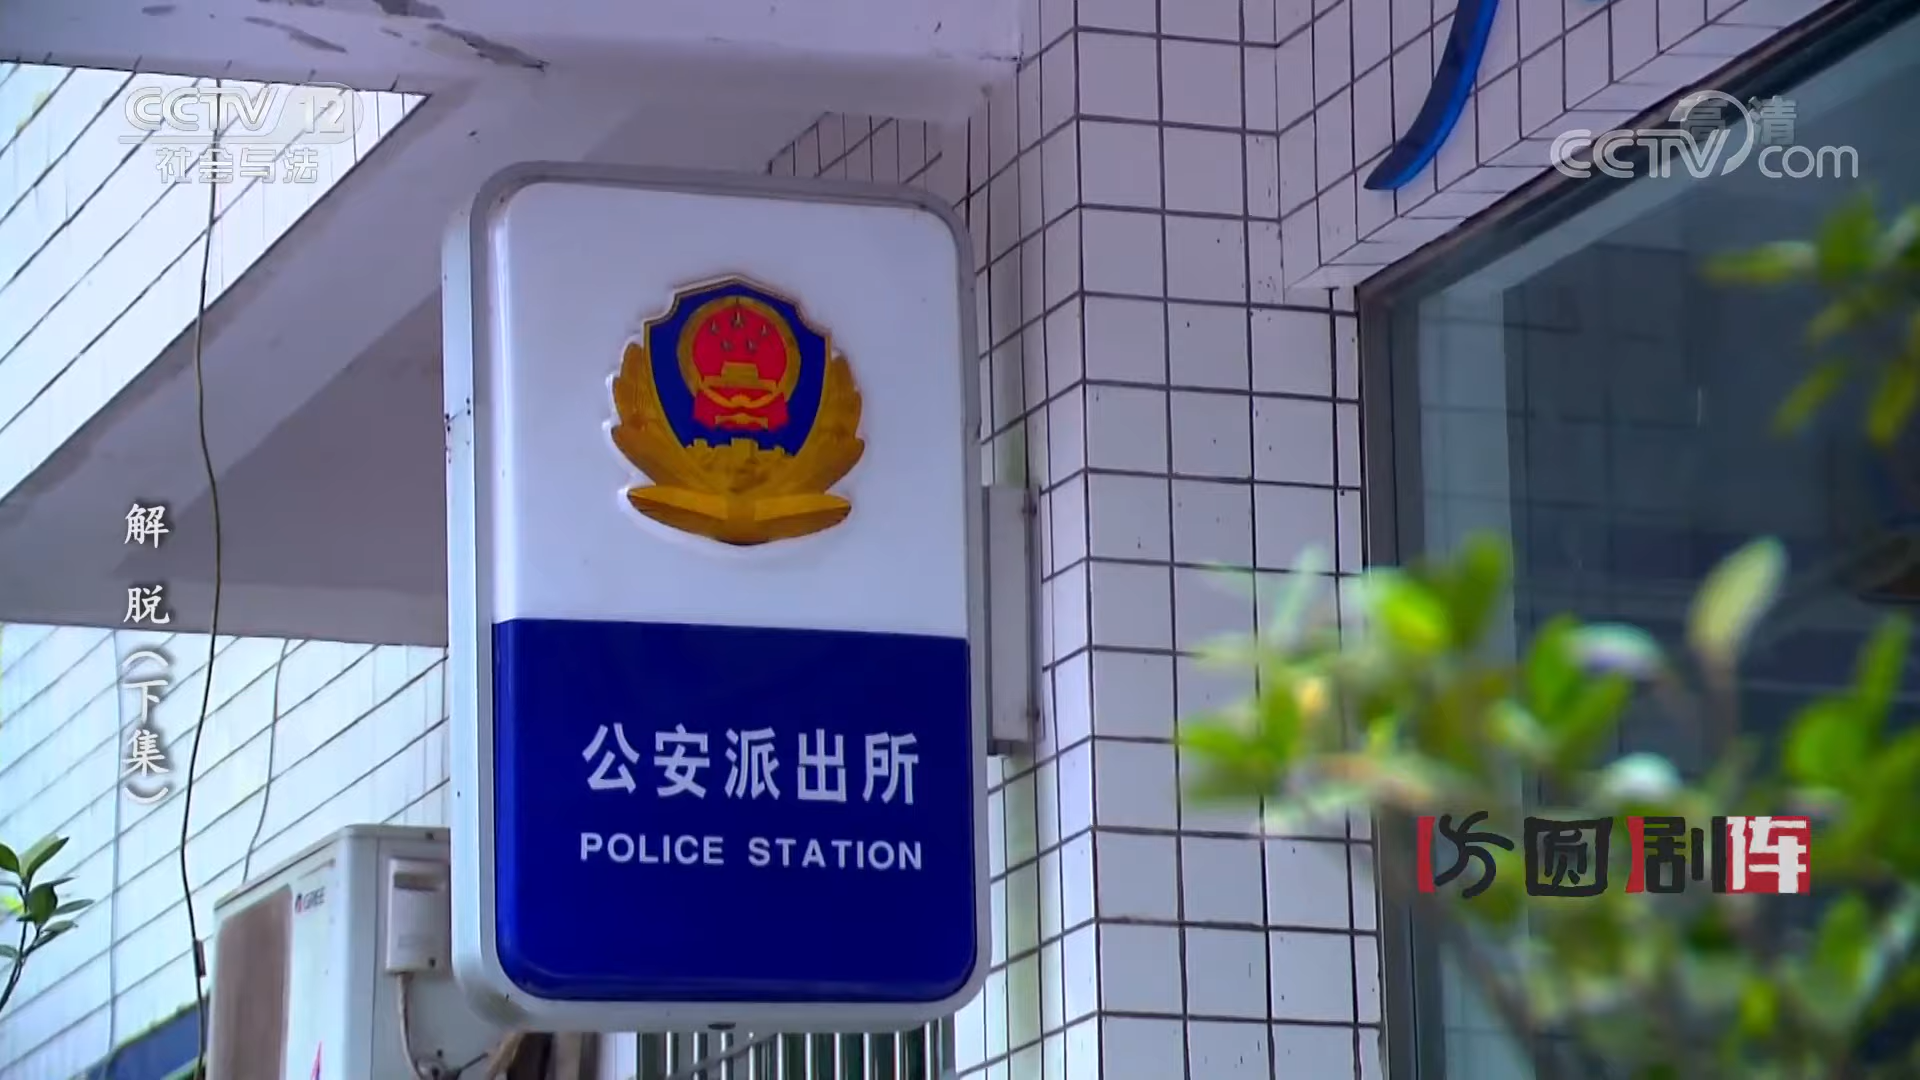 CCTV 12
社会与法
高清
CCTV.com
解脱（下集）
公安派出所
POLICE STATION
GREE
方圆剧阵